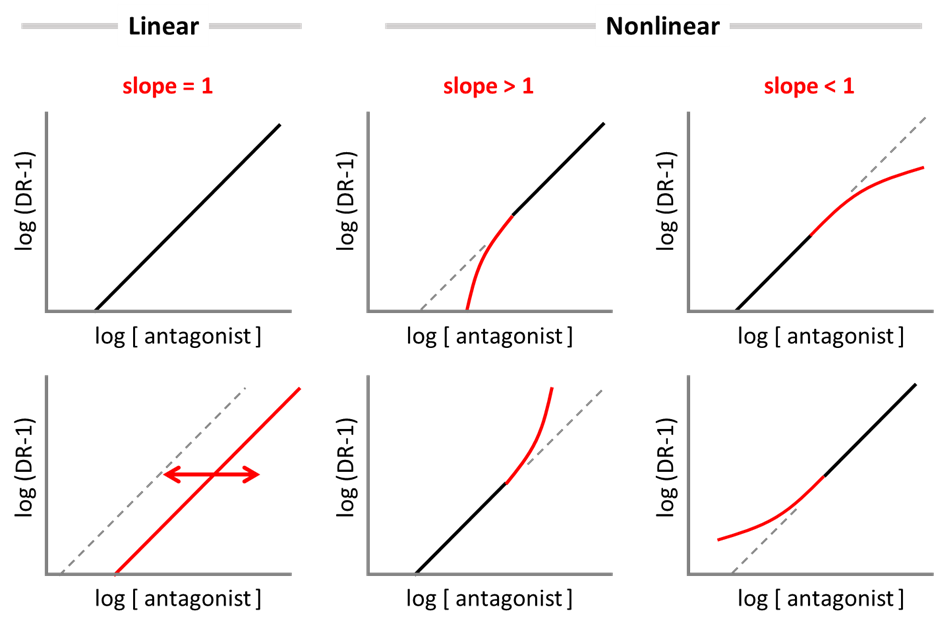 Linear
Nonlinear
slope = 1
slope > 1
slope < 1
log (DR-1)
log (DR-1)
log (DR-1)
log [ antagonist ]
log [ antagonist ]
log [ antagonist ]
log (DR-1)
log (DR-1)
log (DR-1)
log [ antagonist ]
log [ antagonist ]
log [ antagonist ]